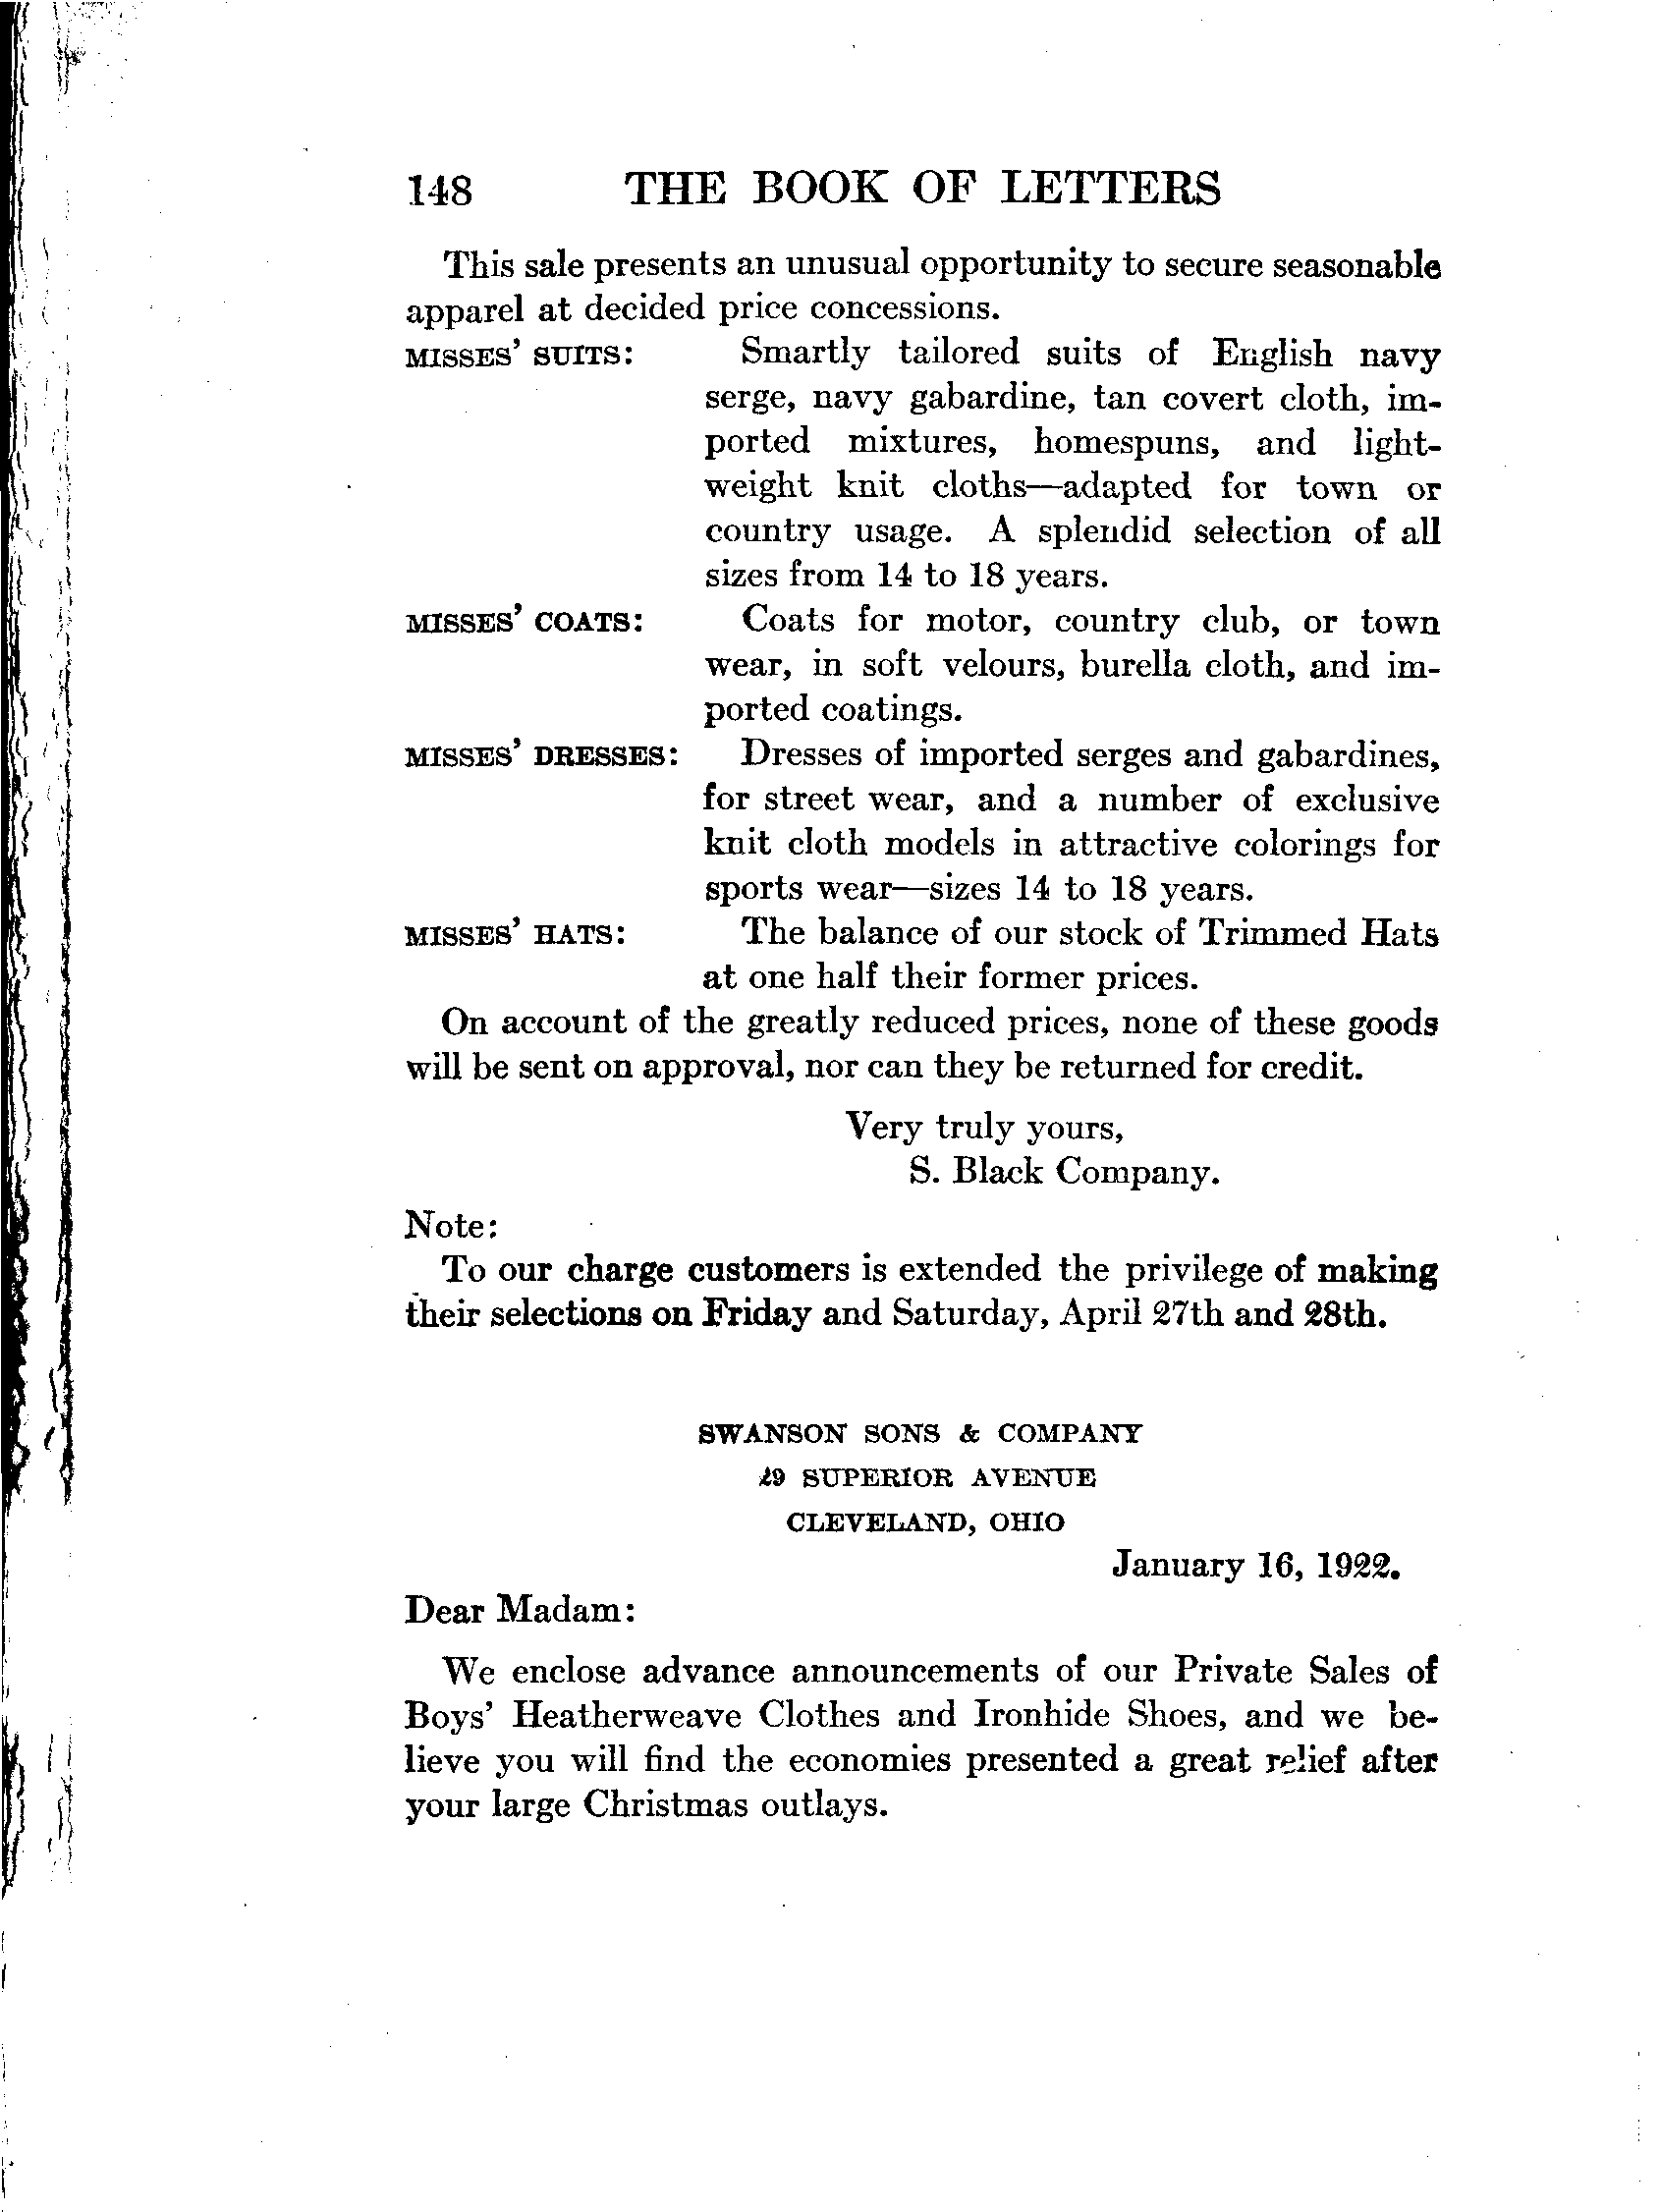 148 THE BOOK OF LETTERS
This sale presents an unusual opportunity to secure seasonable
apparel at decided price concessions.
MISSES' SUITS: Smartly tailored suits of English navy
serge, navy gabardine, tan covert cloth, im-
ported mixtures, homespuns, and light-
weight knit cloths—adapted for town or
country usage. A splendid selection of all
sizes from 14 to 18 years.
MISSES' COATS: Coats for motor, country club, or town
wear, in soft velours, burella cloth, and im-
ported coatings.
MISSES' DRESSES: Dresses of imported serges and gabardines,
for street wear, and a number of exclusive
knit cloth models in attractive colorings for
sports wear—sizes 14 to 18 years.
MISSES' HATS: The balance of our stock of Trimmed Hats
at one half their former prices.
On account of the greatly reduced prices, none of these goods
will be sent on approval, nor can they be returned for credit.
Very truly yours,
S. Black Company.
Note:
To our charge customers is extended the privilege of making
their selections on Friday and Saturday, April 27th and 28th.
SWANSON SONS & COMPANY
SUPERIOR AVENUE
CLEVELAND, OHIO
January 16, 1922.
Dear Madam:
We enclose advance announcements of our Private Sales of
Boys' Heatherweave Clothes and Ironhide Shoes, and we be-
lieve you will find the economies presented a great relief after
your large Christmas outlays.